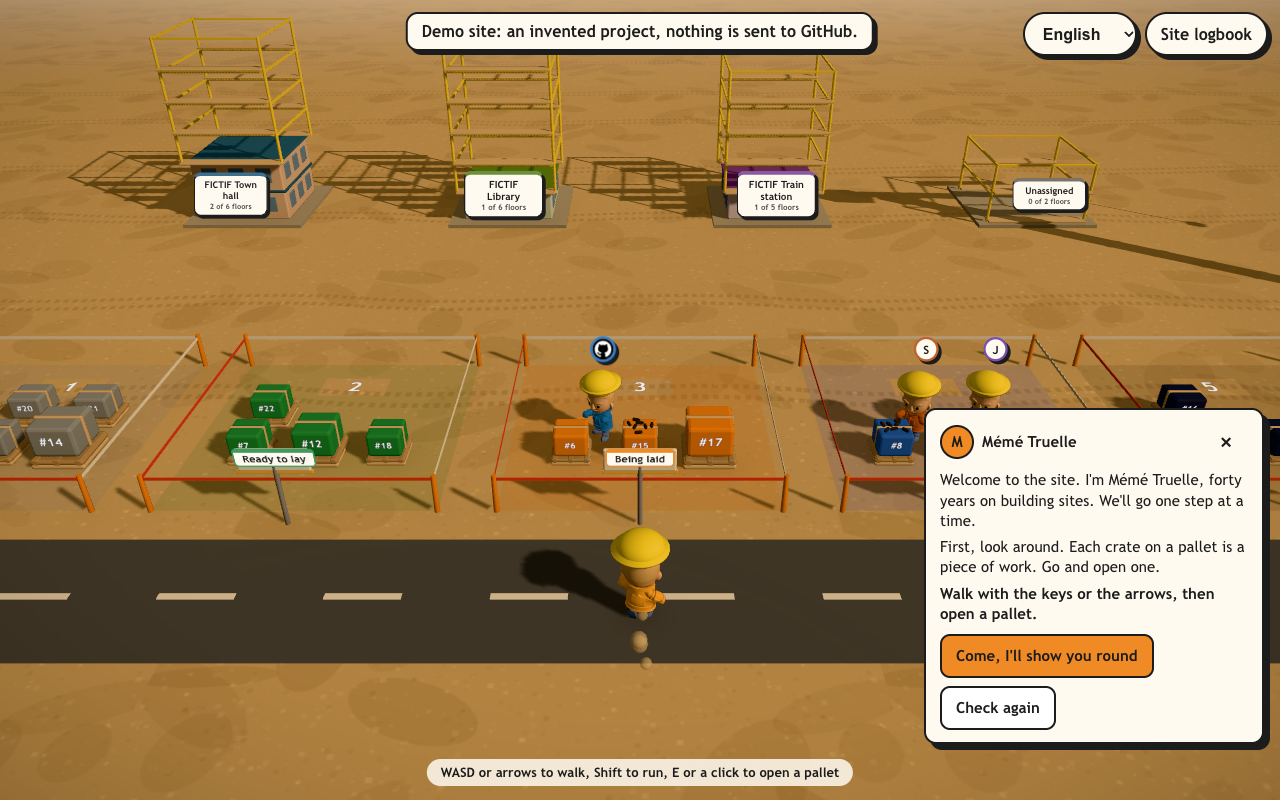 Demo site: an invented project, nothing is sent to GitHub.
English
Site logbook
FICTIF Town
hall
2 of 6 floors
FICTIF
Library
1 of 6 floors
FICTIF Train
station
1 of 5 floors
Unassigned
0 of 2 floors
S
J
1
2
3
5
#20
#14
#22
#7
#12
#18
#6
#15
#17
#8
Ready to lay
Being laid
M
Mémé Truelle
×
Welcome to the site. I'm Mémé Truelle, forty
years on building sites. We'll go one step at a
time.
First, look around. Each crate on a pallet is a
piece of work. Go and open one.
Walk with the keys or the arrows, then
open a pallet.
Come, I'll show you round
Check again
WASD or arrows to walk, Shift to run, E or a click to open a pallet